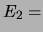 E₂ =